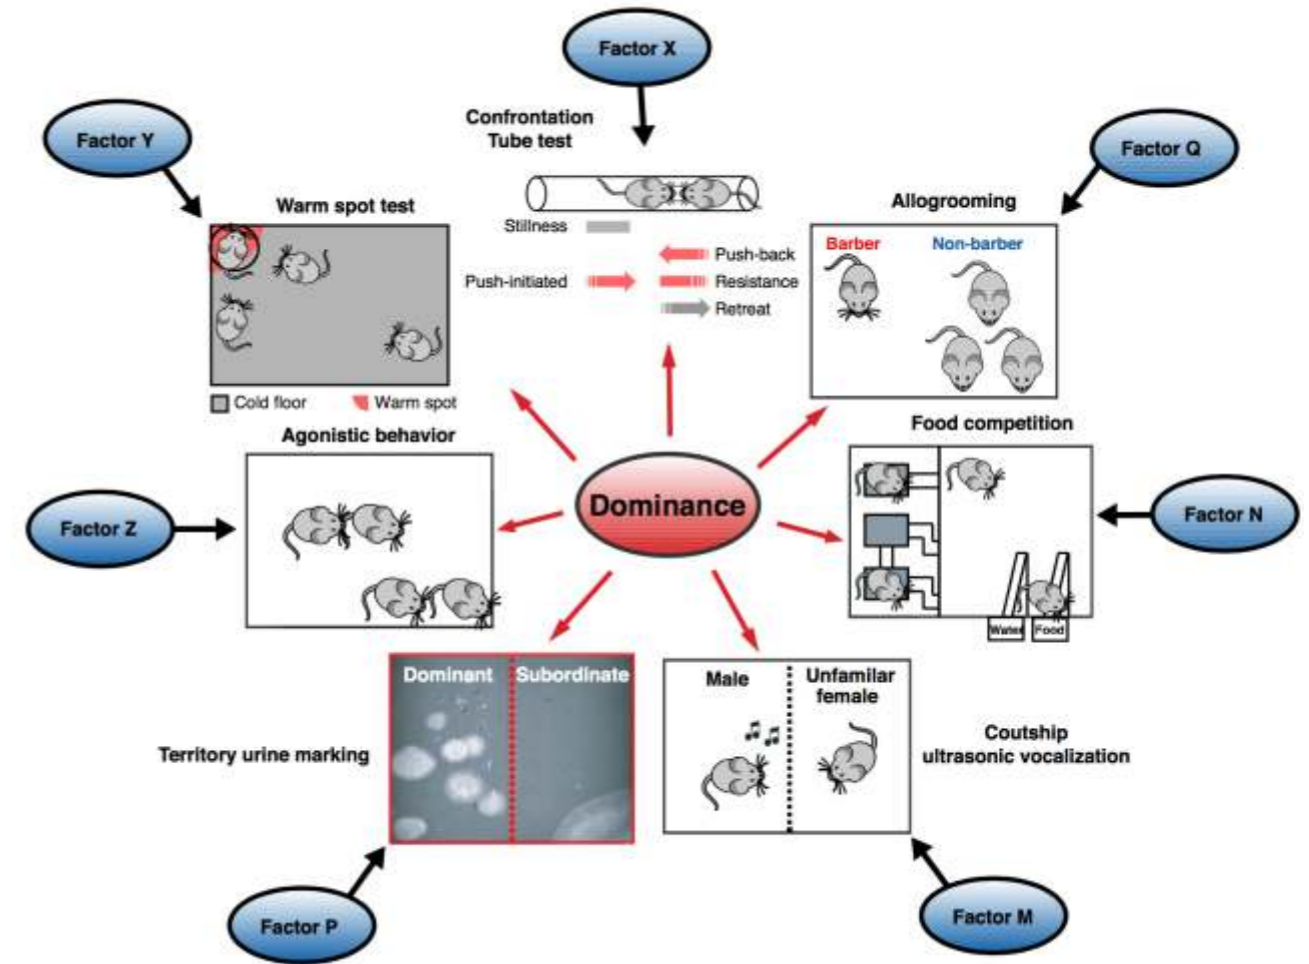 Factor X
Confrontation
Tube test
Factor Y
Factor Q
Warm spot test
Allogrooming
Stillness
Push-back
Push-initiated
Resistance
Retreat
Barber
Non-barber
Cold floor
Warm spot
Agonistic behavior
Food competition
Dominance
Factor Z
Factor N
Water
Food
Dominant
Subordinate
Male
Unfamilar
female
Territory urine marking
Coutship
ultrasonic vocalization
Factor P
Factor M